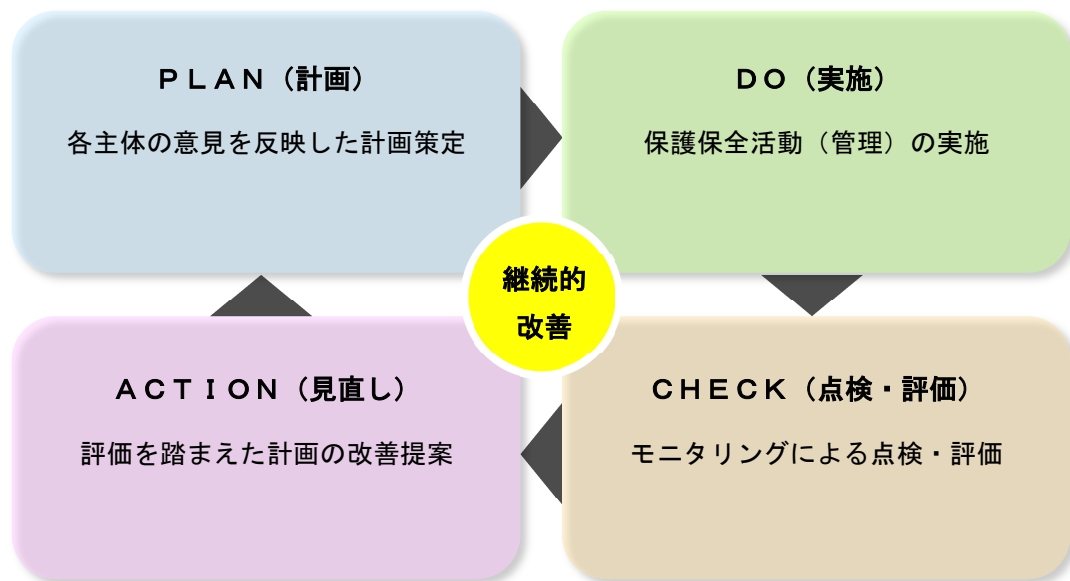 ＰＬＡＮ（計画）
各主体の意見を反映した計画策定
ＤＯ（実施）
保護保全活動（管理）の実施
継続的
改善
ＡＣＴＩＯＮ（見直し）
評価を踏まえた計画の改善提案
ＣＨＥＣＫ（点検・評価）
モニタリングによる点検・評価